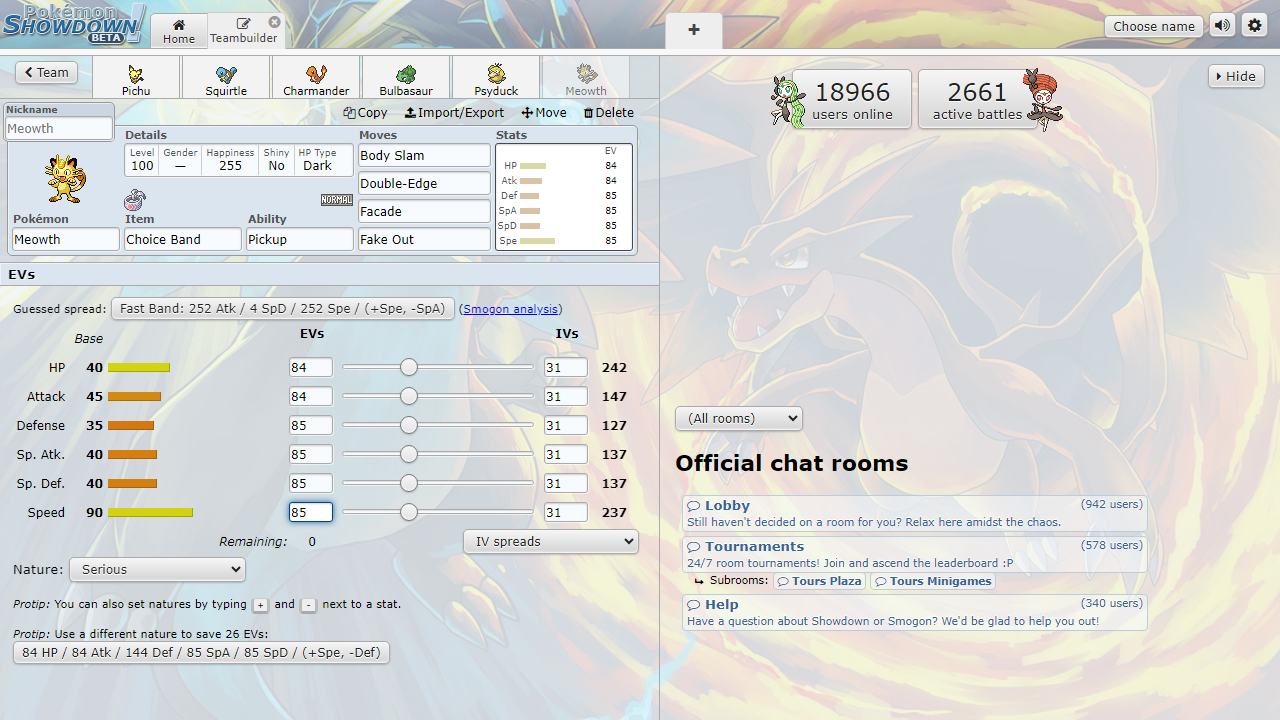 Pokémon
SHOWDOWN!
BETA
Home
Teambuilder
+
Choose name
Team
Pichu
Squirtle
Charmander
Bulbasaur
Psyduck
Meowth
Hide
Nickname
Meowth
Copy
Import/Export
Move
Delete
Details
Moves
Stats
Level
Gender
Happiness
Shiny
HP Type
100
—
255
No
Dark
NORMAL
Pokémon
Item
Ability
Meowth
Choice Band
Pickup
Body Slam
Double-Edge
Facade
Fake Out
EV
HP 84
Atk 84
Def 85
SpA 85
SpD 85
Spe 85
EVs
Guessed spread: Fast Band: 252 Atk / 4 SpD / 252 Spe / (+Spe, -SpA) (Smogon analysis)
Base EVs IVs
HP 40 84 31 242
Attack 45 84 31 147
Defense 35 85 31 127
Sp. Atk. 40 85 31 137
Sp. Def. 40 85 31 137
Speed 90 85 31 237
Remaining: 0 IV spreads
Nature: Serious
Protip: You can also set natures by typing + and - next to a stat.
Protip: Use a different nature to save 26 EVs:
84 HP / 84 Atk / 144 Def / 85 SpA / 85 SpD / (+Spe, -Def)
18966
users online
2661
active battles
(All rooms)
Official chat rooms
Lobby (942 users)
Still haven't decided on a room for you? Relax here amidst the chaos.
Tournaments (578 users)
24/7 room tournaments! Join and ascend the leaderboard :P
Subrooms: Tours Plaza Tours Minigames
Help (340 users)
Have a question about Showdown or Smogon? We'd be glad to help you out!